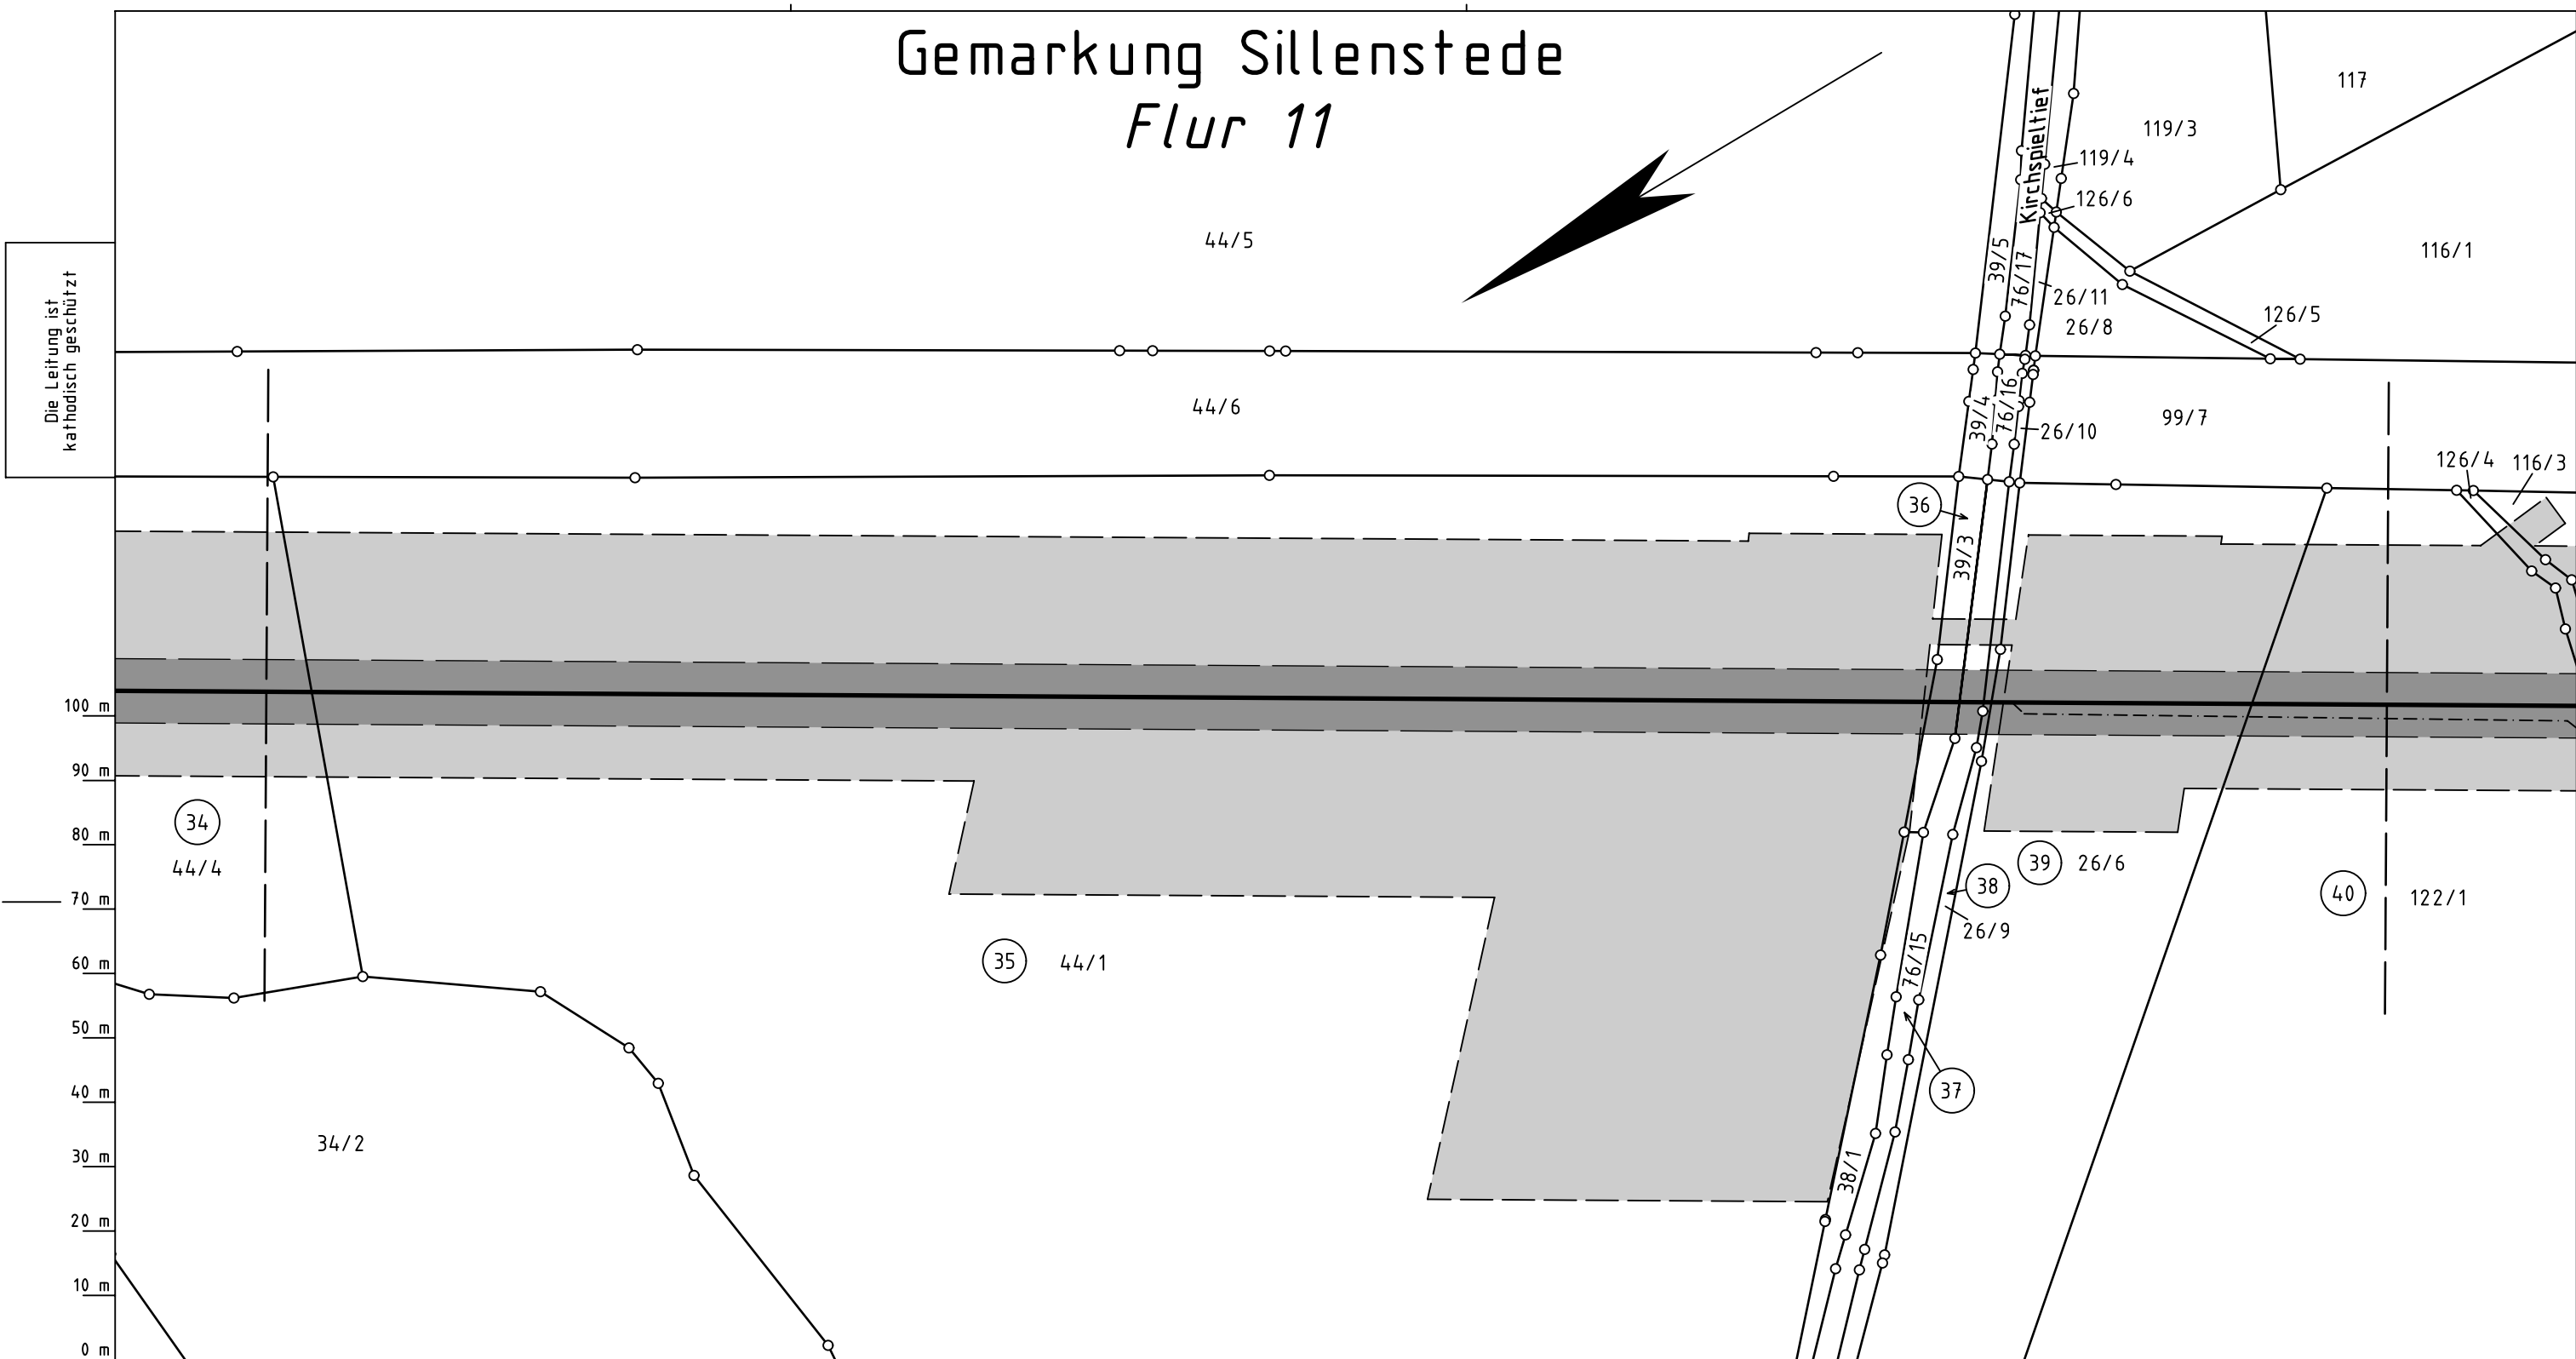 Gemarkung Sillenstede
Flur 11
117
119/3
119/4
Kirchspieltief
126/6
44/5
39/5
76/17
116/1
26/11
126/5
26/8
Die Leitung ist
kathodisch geschützt
44/6
39/4
76/16
26/10
99/7
126/4
116/3
36
39/3
100 m
90 m
34
80 m
44/4
70 m
39
26/6
38
40
122/1
26/9
35
44/1
76/15
60 m
50 m
40 m
37
34/2
30 m
38/1
20 m
10 m
0 m